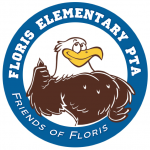 FLORIS ELEMENTARY PTA
FRIENDS OF FLORIS